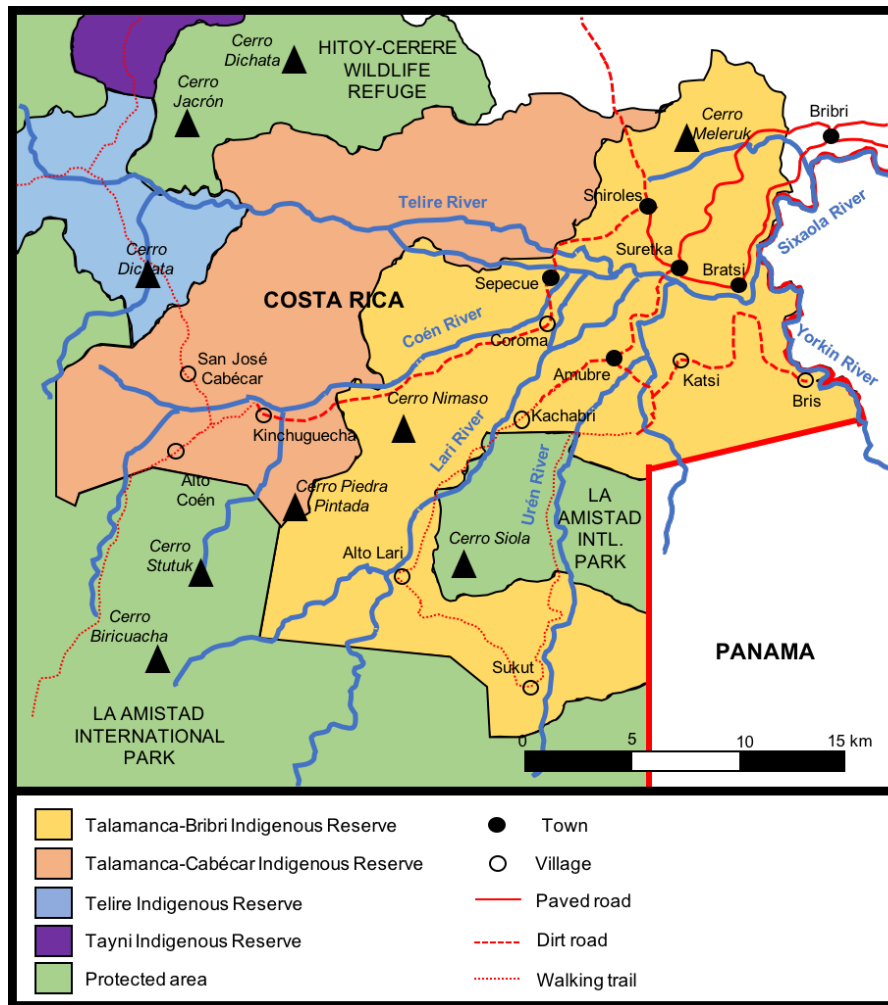 Cerro
Dichata
HITOY-CERERE
WILDLIFE
REFUGE
Cerro
Jacrón
Cerro
Meleruk
Bribri
Shiroles
Telire River
Sixaola River
Cerro
Dichata
Suretka
Bratsi
Sepecue
COSTA RICA
Coén River
Coroma
Yorkin River
San José
Cabécar
Amubre
Katsi
Bris
Cerro Nimaso
Kachabri
Kinchuguecha
Lari River
Alto
Coén
Cerro Piedra
Pintada
Urén River
LA
AMISTAD
INTL.
PARK
Cerro
Stutuk
Alto Lari
Cerro Siola
Cerro
Biricuacha
Sukut
PANAMA
LA AMISTAD
INTERNATIONAL
PARK
0 5 10 15 km
Talamanca-Bribri Indigenous Reserve
Talamanca-Cabécar Indigenous Reserve
Telire Indigenous Reserve
Tayni Indigenous Reserve
Protected area
Town
Village
Paved road
Dirt road
Walking trail